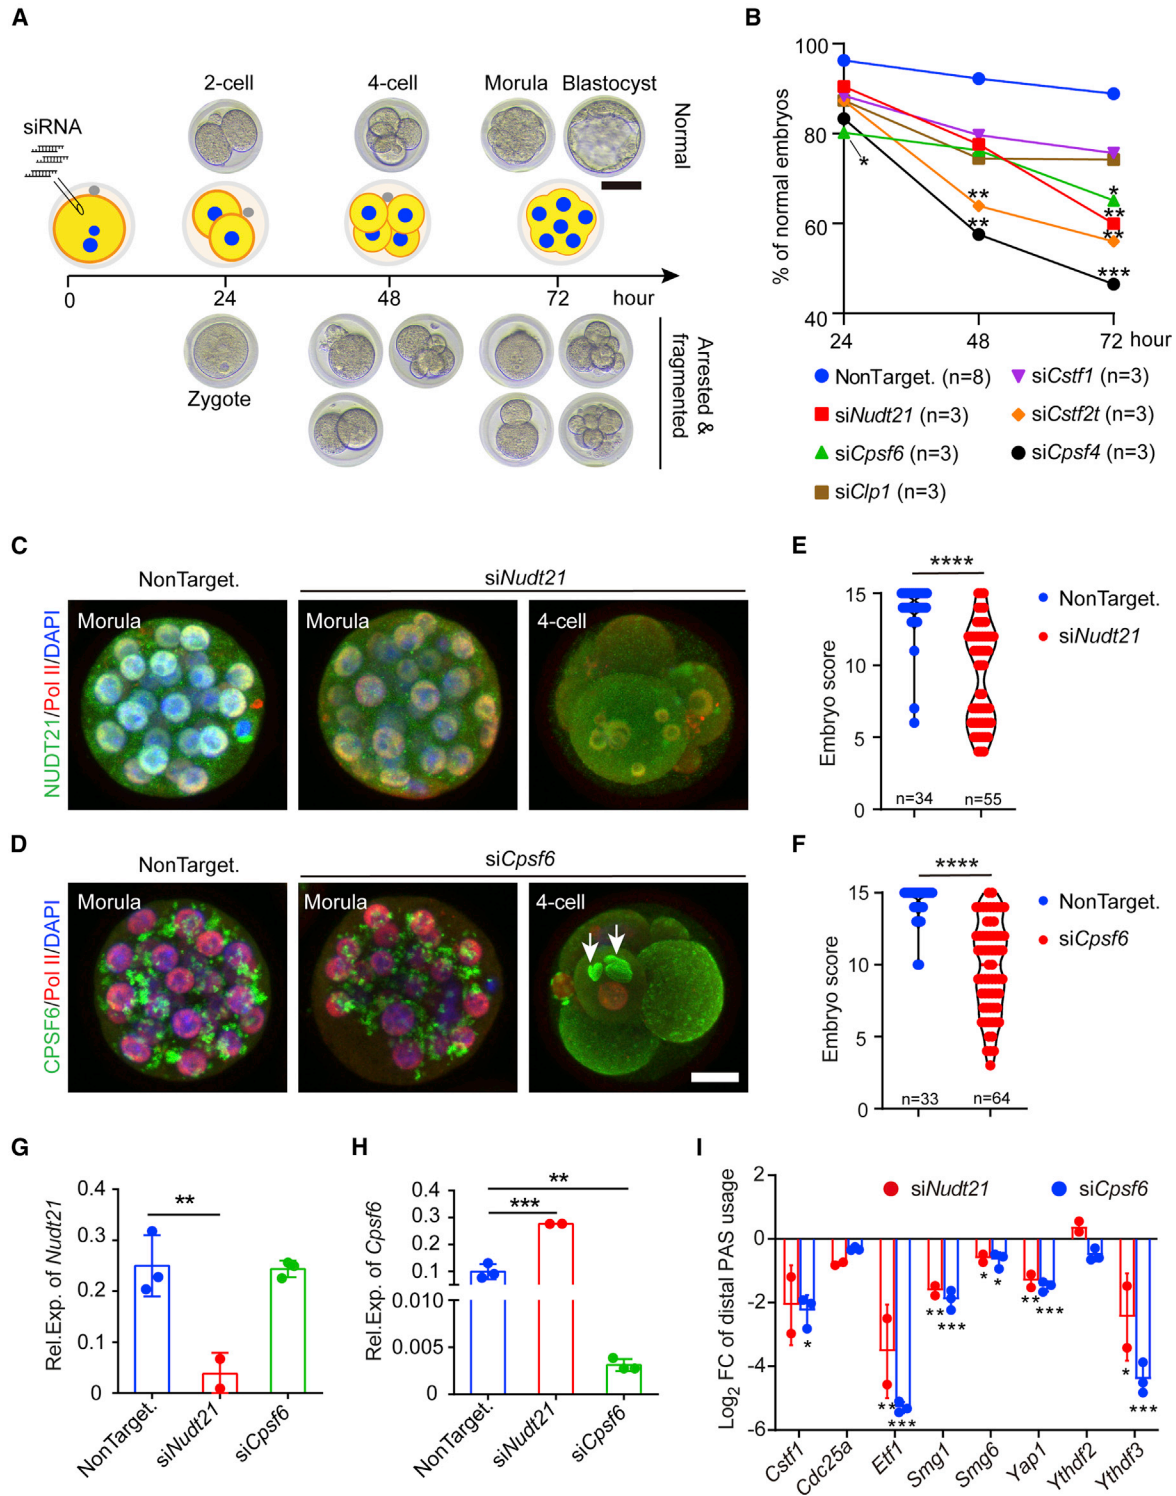 A
2-cell
4-cell
Morula
Blastocyst
Normal
siRNA
0
24
48
72
hour
Zygote
Arrested &
fragmented
B
% of normal embryos
100
80
60
40
*
**
**
*
**
**
***
24
48
72
hour
NonTarget. (n=8)
siCstf1 (n=3)
siNudt21 (n=3)
siCstf2t (n=3)
siCpsf6 (n=3)
siCpsf4 (n=3)
siClp1 (n=3)
C
NonTarget.
siNudt21
NUDT21/Pol II/DAPI
Morula
Morula
4-cell
D
NonTarget.
siCpsf6
CPSF6/Pol II/DAPI
Morula
Morula
4-cell
E
****
Embryo score
15
10
5
0
n=34
n=55
NonTarget.
siNudt21
F
****
Embryo score
15
10
5
0
n=33
n=64
NonTarget.
siCpsf6
G
Rel.Exp. of Nudt21
0.4
0.3
0.2
0.1
0
**
NonTarget.
siNudt21
siCpsf6
H
Rel.Exp. of Cpsf6
0.4
0.3
0.2
0.1
0.010
0.005
0
**
***
NonTarget.
siNudt21
siCpsf6
I
Log2 FC of distal PAS usage
2
0
-2
-4
-6
siNudt21
siCpsf6
*
**
***
**
***
*
*
**
***
*
***
Cstf1
Cdc25a
Etf1
Smg1
Smg6
Yap1
Ythdf2
Ythdf3